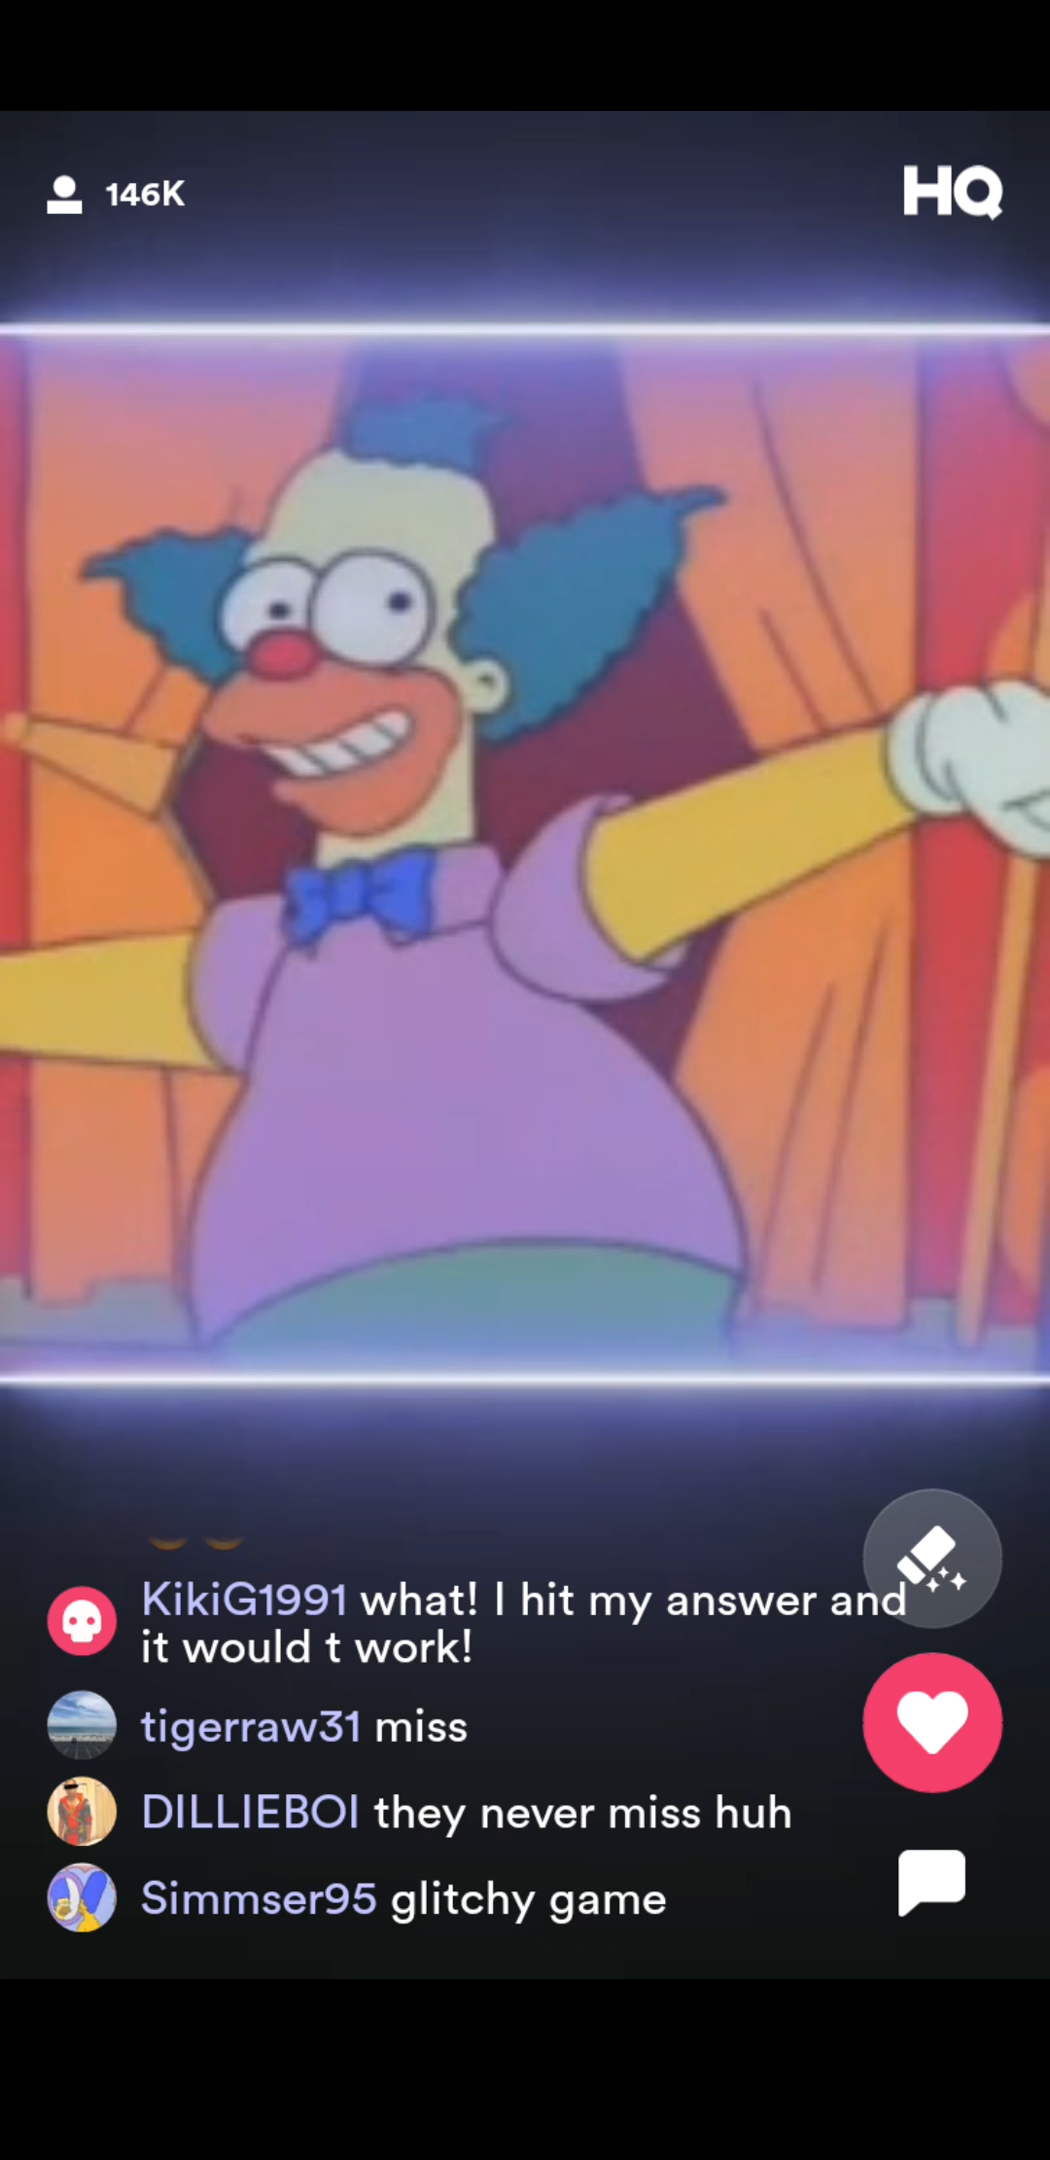 146K
HQ
KikiG1991 what! I hit my answer and
it would t work!
tigerraw31 miss
DILLIEBOI they never miss huh
Simmser95 glitchy game